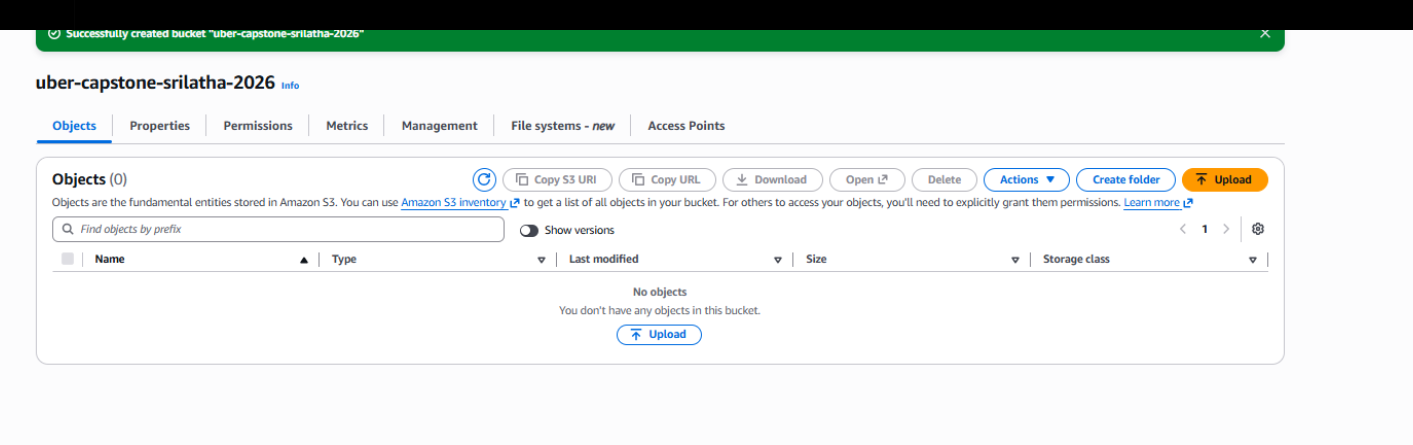 Successfully created bucket "uber-capstone-srilatha-2026"
uber-capstone-srilatha-2026 Info
Objects Properties Permissions Metrics Management File systems - new Access Points
Objects (0) Copy S3 URI Copy URL Download Open Delete Actions Create folder Upload
Objects are the fundamental entities stored in Amazon S3. You can use Amazon S3 inventory to get a list of all objects in your bucket. For others to access your objects, you'll need to explicitly grant them permissions. Learn more
Find objects by prefix Show versions 1
Name Type Last modified Size Storage class
No objects
You don't have any objects in this bucket.
Upload